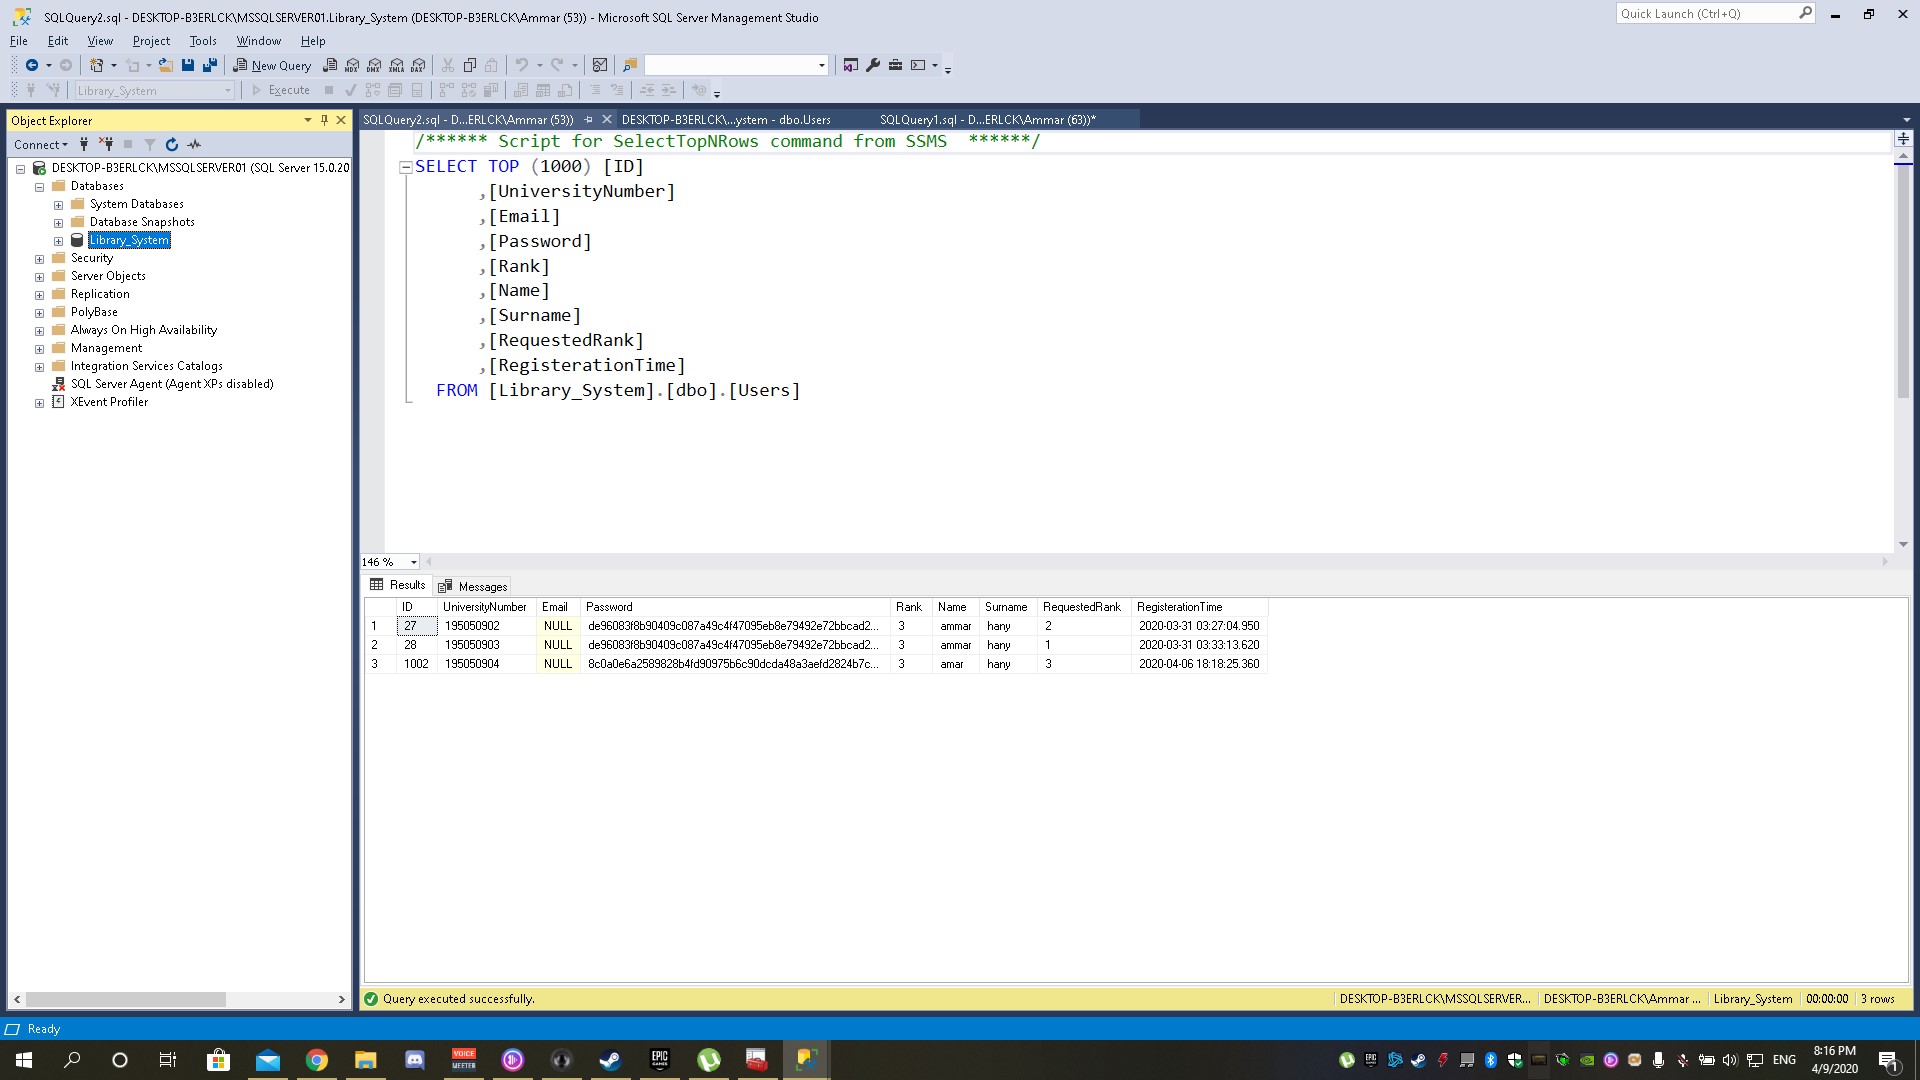 SQLQuery2.sql - DESKTOP-B3ERLCK\MSSQLSERVER01.Library_System (DESKTOP-B3ERLCK\Ammar (53)) - Microsoft SQL Server Management Studio
Quick Launch (Ctrl+Q)
File Edit View Project Tools Window Help
New Query
MDX DMX XMLA DAX
Library_System
Execute
Object Explorer
SQLQuery2.sql - D...ERLCK\Ammar (53))
DESKTOP-B3ERLCK\...ystem - dbo.Users
SQLQuery1.sql - D...ERLCK\Ammar (63))*
Connect
DESKTOP-B3ERLCK\MSSQLSERVER01 (SQL Server 15.0.20
Databases
System Databases
Database Snapshots
Library_System
Security
Server Objects
Replication
PolyBase
Always On High Availability
Management
Integration Services Catalogs
SQL Server Agent (Agent XPs disabled)
XEvent Profiler
/****** Script for SelectTopNRows command from SSMS ******/
SELECT TOP (1000) [ID]
,[UniversityNumber]
,[Email]
,[Password]
,[Rank]
,[Name]
,[Surname]
,[RequestedRank]
,[RegisterationTime]
FROM [Library_System].[dbo].[Users]
146 %
Results Messages
ID UniversityNumber Email Password Rank Name Surname RequestedRank RegisterationTime
1 27 195050902 NULL de96083f8b90409c087a49c4f47095eb8e79492e72bbcad2... 3 ammar hany 2 2020-03-31 03:27:04.950
2 28 195050903 NULL de96083f8b90409c087a49c4f47095eb8e79492e72bbcad2... 3 ammar hany 1 2020-03-31 03:33:13.620
3 1002 195050904 NULL 8c0a0e6a2589828b4fd90975b6c90dcda48a3aefd2824b7c... 3 amar hany 3 2020-04-06 18:18:25.360
Query executed successfully.
DESKTOP-B3ERLCK\MSSQLSERVER... DESKTOP-B3ERLCK\Ammar ... Library_System 00:00:00 3 rows
Ready
VOICE MEETER
EPIC GAMES
ENG
8:16 PM
4/9/2020
1